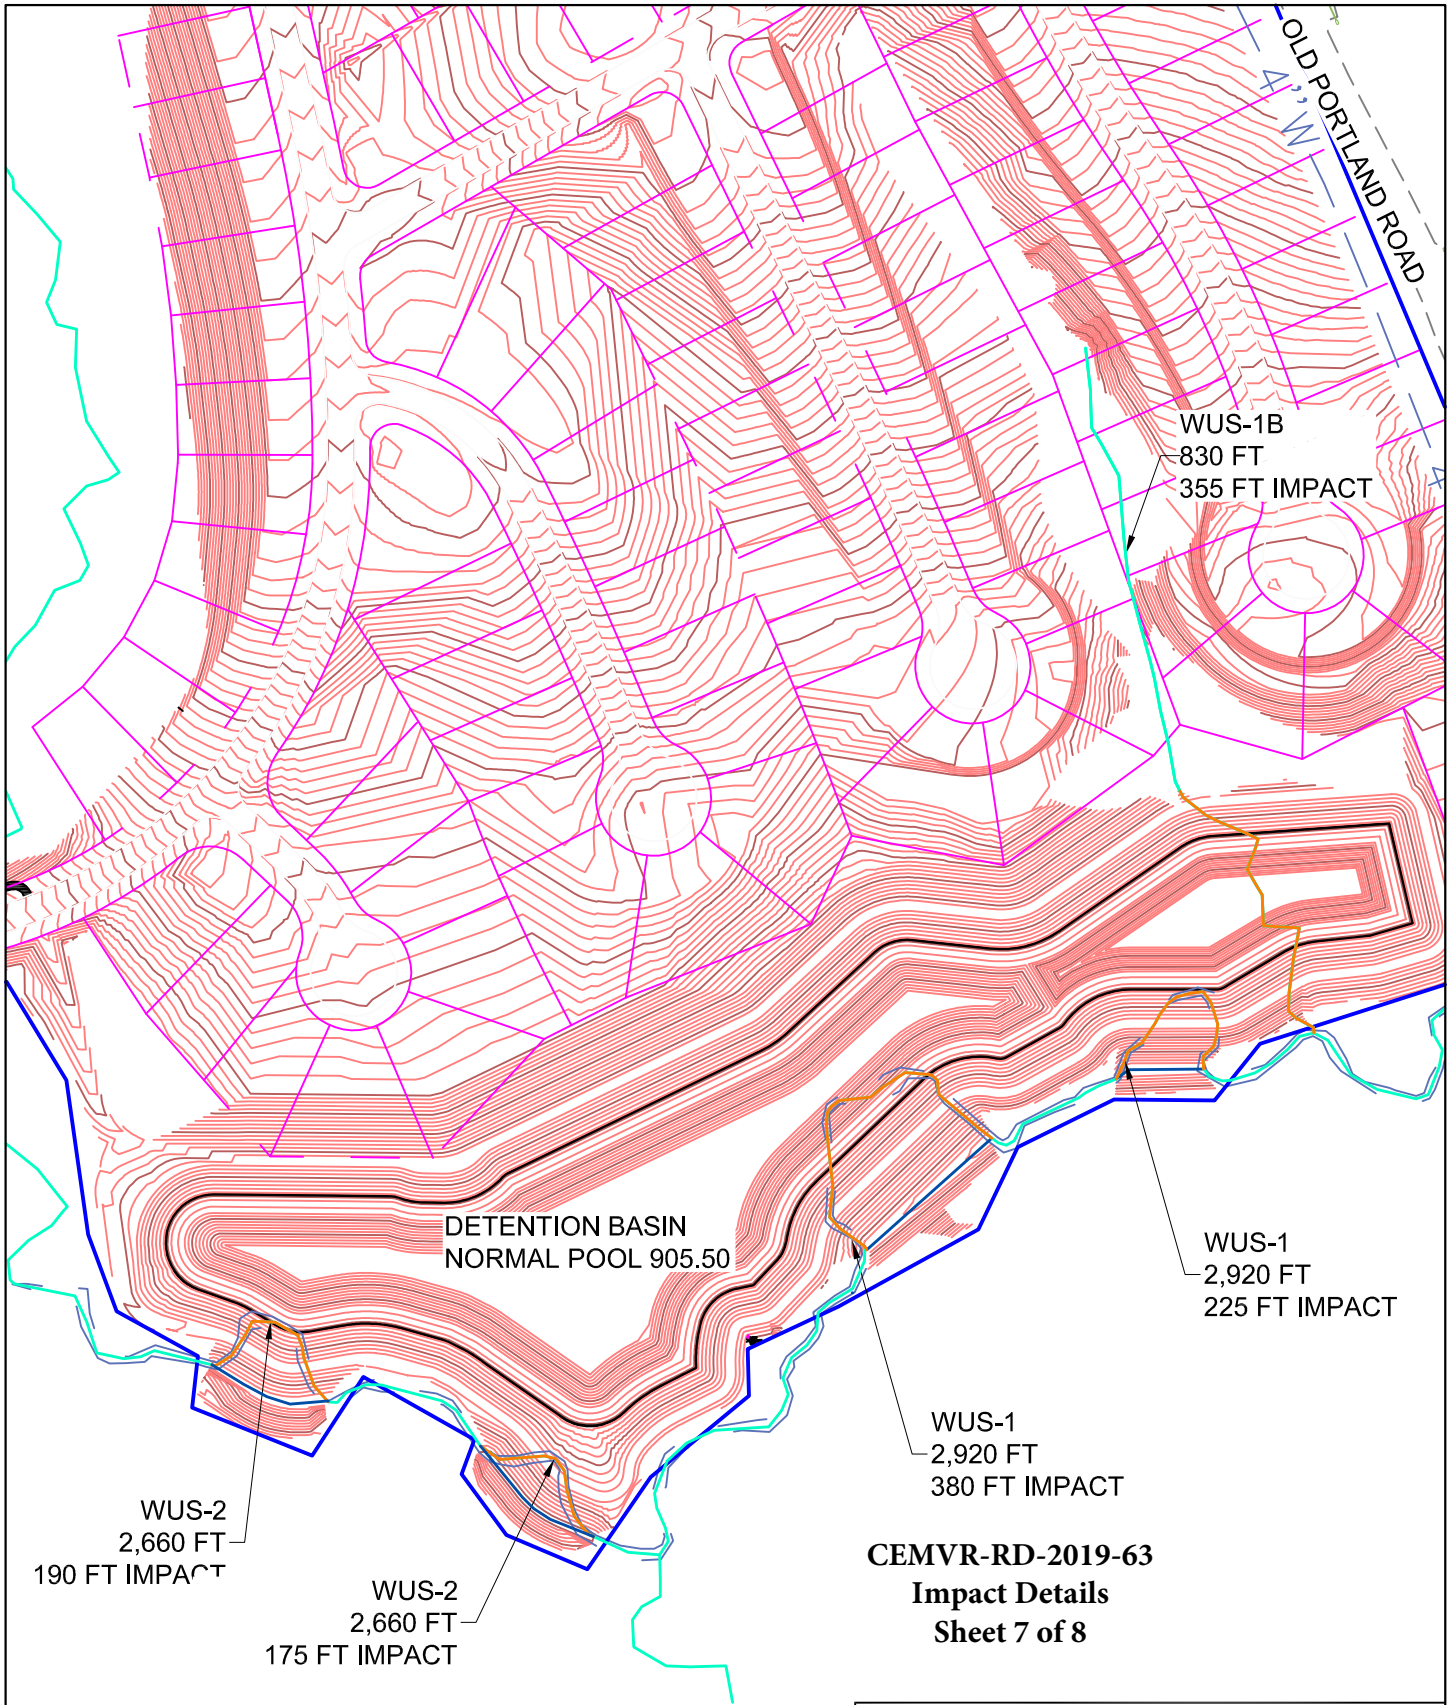 OLD PORTLAND ROAD
4''W
4
WUS-1B
830 FT
355 FT IMPACT
DETENTION BASIN
NORMAL POOL 905.50
WUS-1
2,920 FT
225 FT IMPACT
WUS-1
2,920 FT
380 FT IMPACT
WUS-2
2,660 FT
190 FT IMPACT
WUS-2
2,660 FT
175 FT IMPACT
CEMVR-RD-2019-63
Impact Details
Sheet 7 of 8